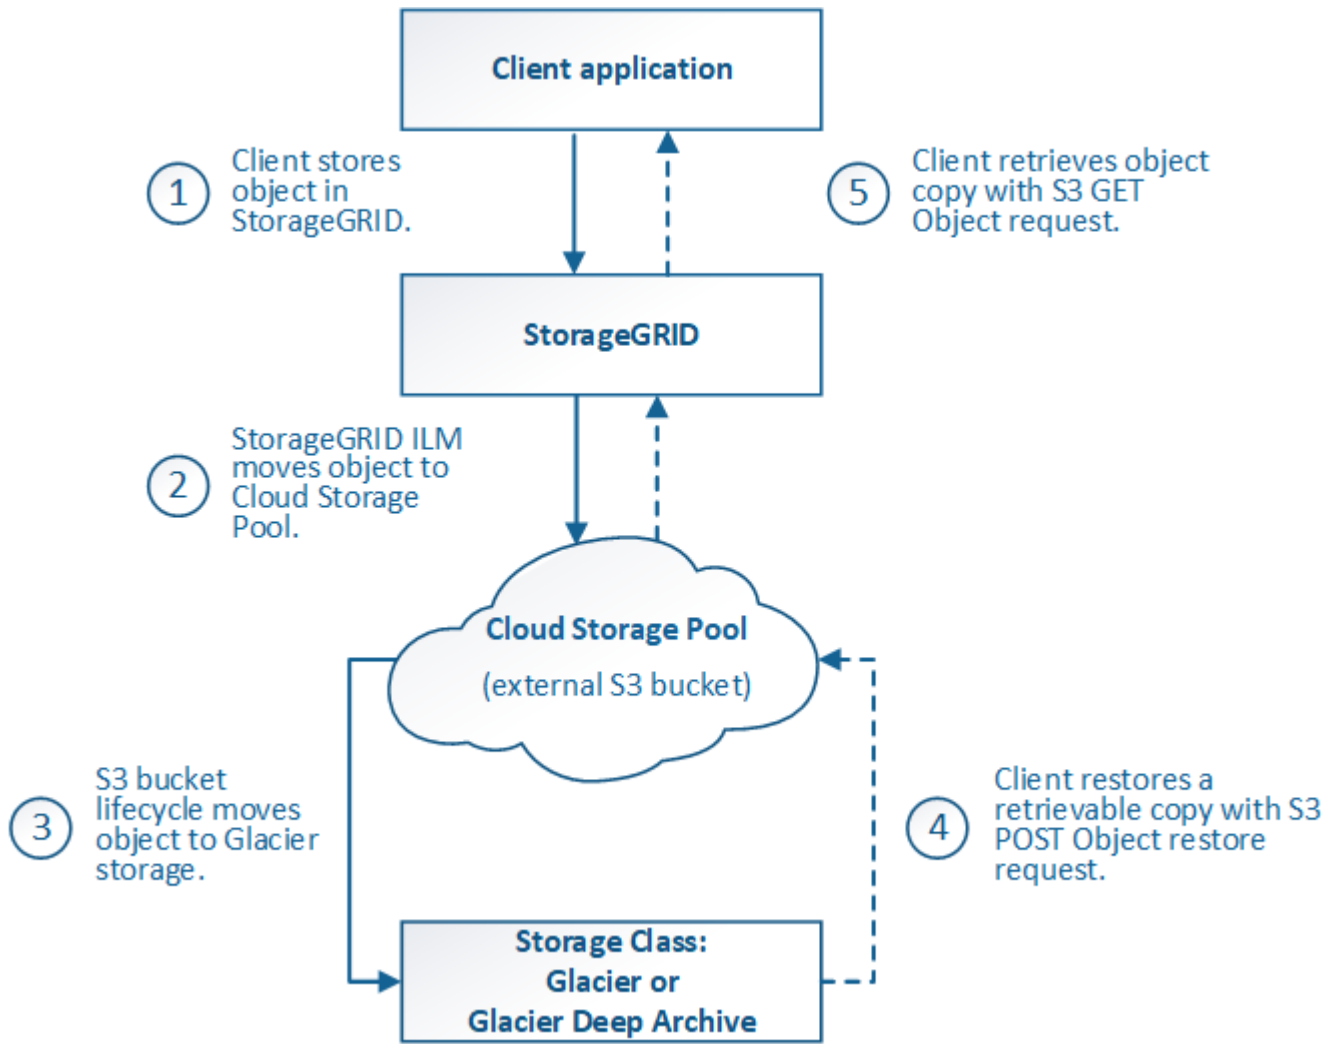 Client application
1
Client stores
object in
StorageGRID.
5
Client retrieves object
copy with S3 GET
Object request.
StorageGRID
2
StorageGRID ILM
moves object to
Cloud Storage
Pool.
Cloud Storage Pool
(external S3 bucket)
3
S3 bucket
lifecycle moves
object to Glacier
storage.
4
Client restores a
retrievable copy with S3
POST Object restore
request.
Storage Class:
Glacier or
Glacier Deep Archive